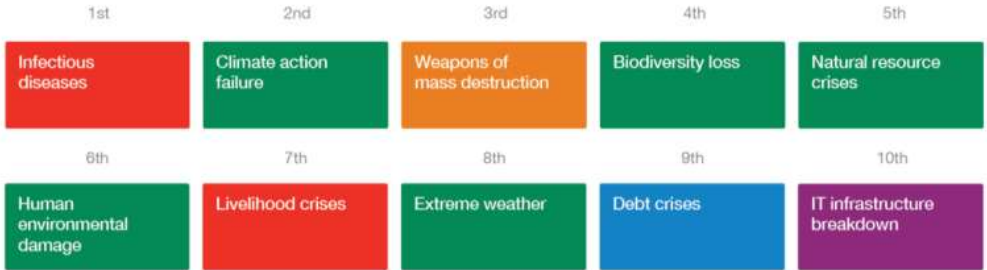 1st
2nd
3rd
4th
5th
Infectious
diseases
Climate action
failure
Weapons of
mass destruction
Biodiversity loss
Natural resource
crises
6th
7th
8th
9th
10th
Human
environmental
damage
Livelihood crises
Extreme weather
Debt crises
IT infrastructure
breakdown